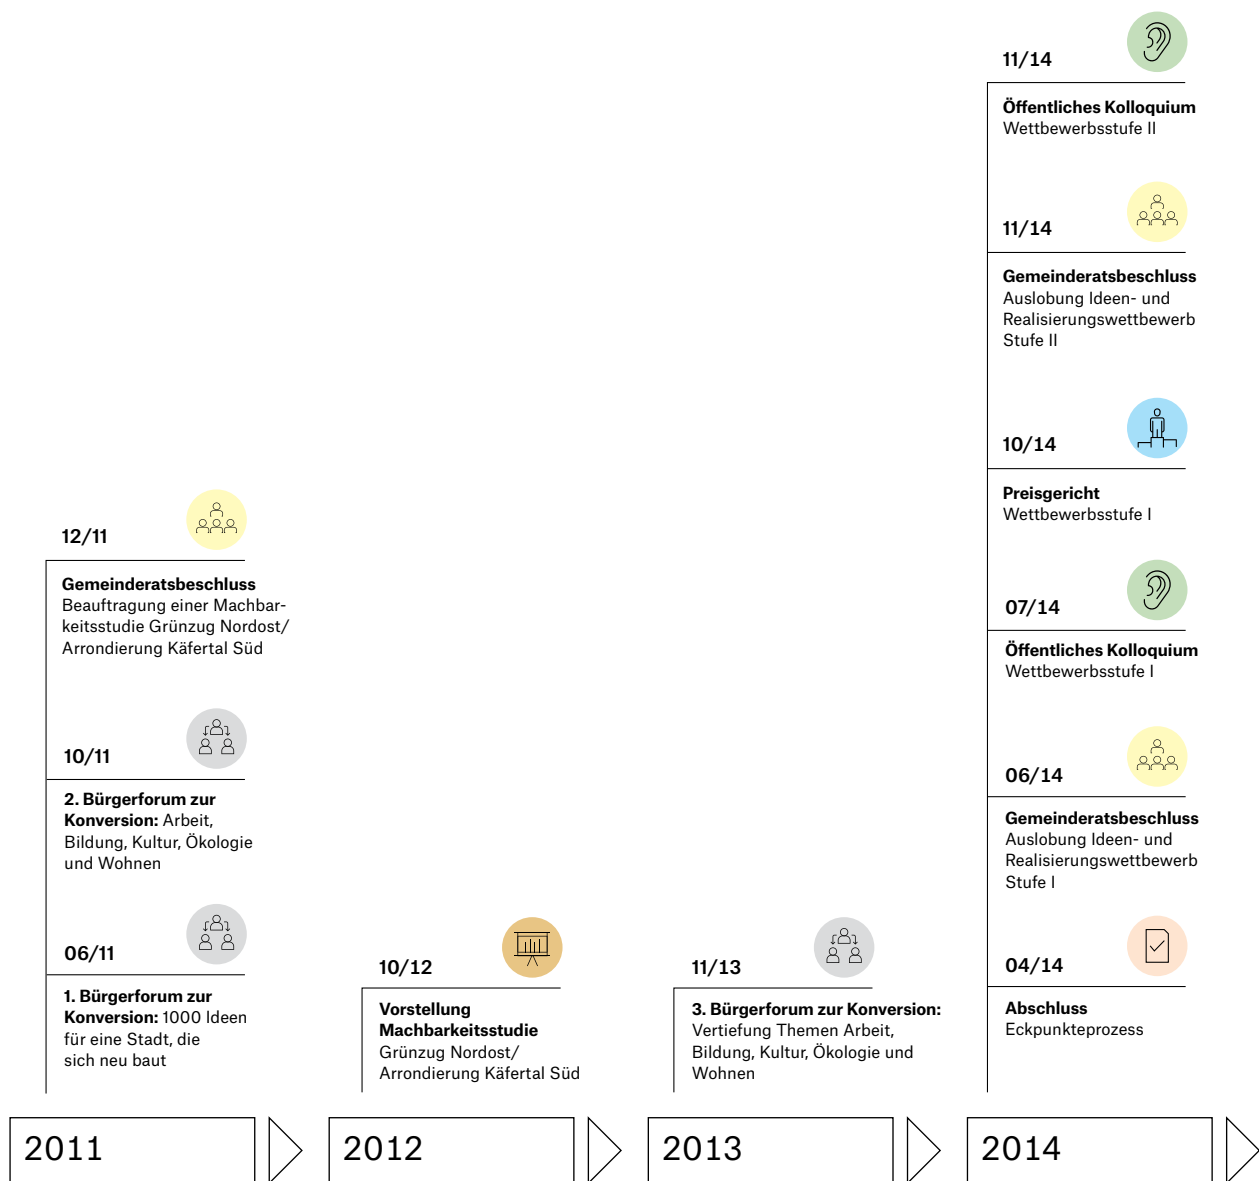 12/11
Gemeinderatsbeschluss
Beauftragung einer Machbar-
keitsstudie Grünzug Nordost/
Arrondierung Käfertal Süd
10/11
2. Bürgerforum zur
Konversion: Arbeit,
Bildung, Kultur, Ökologie
und Wohnen
06/11
1. Bürgerforum zur
Konversion: 1000 Ideen
für eine Stadt, die
sich neu baut
2011
10/12
Vorstellung
Machbarkeitsstudie
Grünzug Nordost/
Arrondierung Käfertal Süd
2012
11/13
3. Bürgerforum zur Konversion:
Vertiefung Themen Arbeit,
Bildung, Kultur, Ökologie und
Wohnen
2013
11/14
Öffentliches Kolloquium
Wettbewerbsstufe II
11/14
Gemeinderatsbeschluss
Auslobung Ideen- und
Realisierungswettbewerb
Stufe II
10/14
Preisgericht
Wettbewerbsstufe I
07/14
Öffentliches Kolloquium
Wettbewerbsstufe I
06/14
Gemeinderatsbeschluss
Auslobung Ideen- und
Realisierungswettbewerb
Stufe I
04/14
Abschluss
Eckpunkteprozess
2014